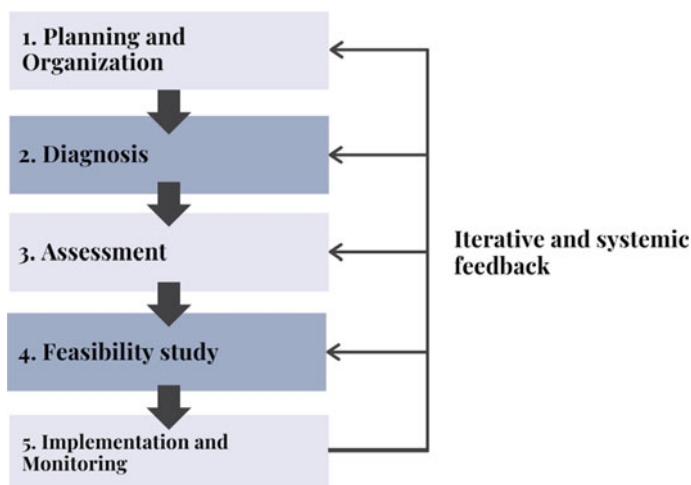 1. Planning and
Organization
2. Diagnosis
3. Assessment
Iterative and systemic
feedback
4. Feasibility study
5. Implementation and
Monitoring